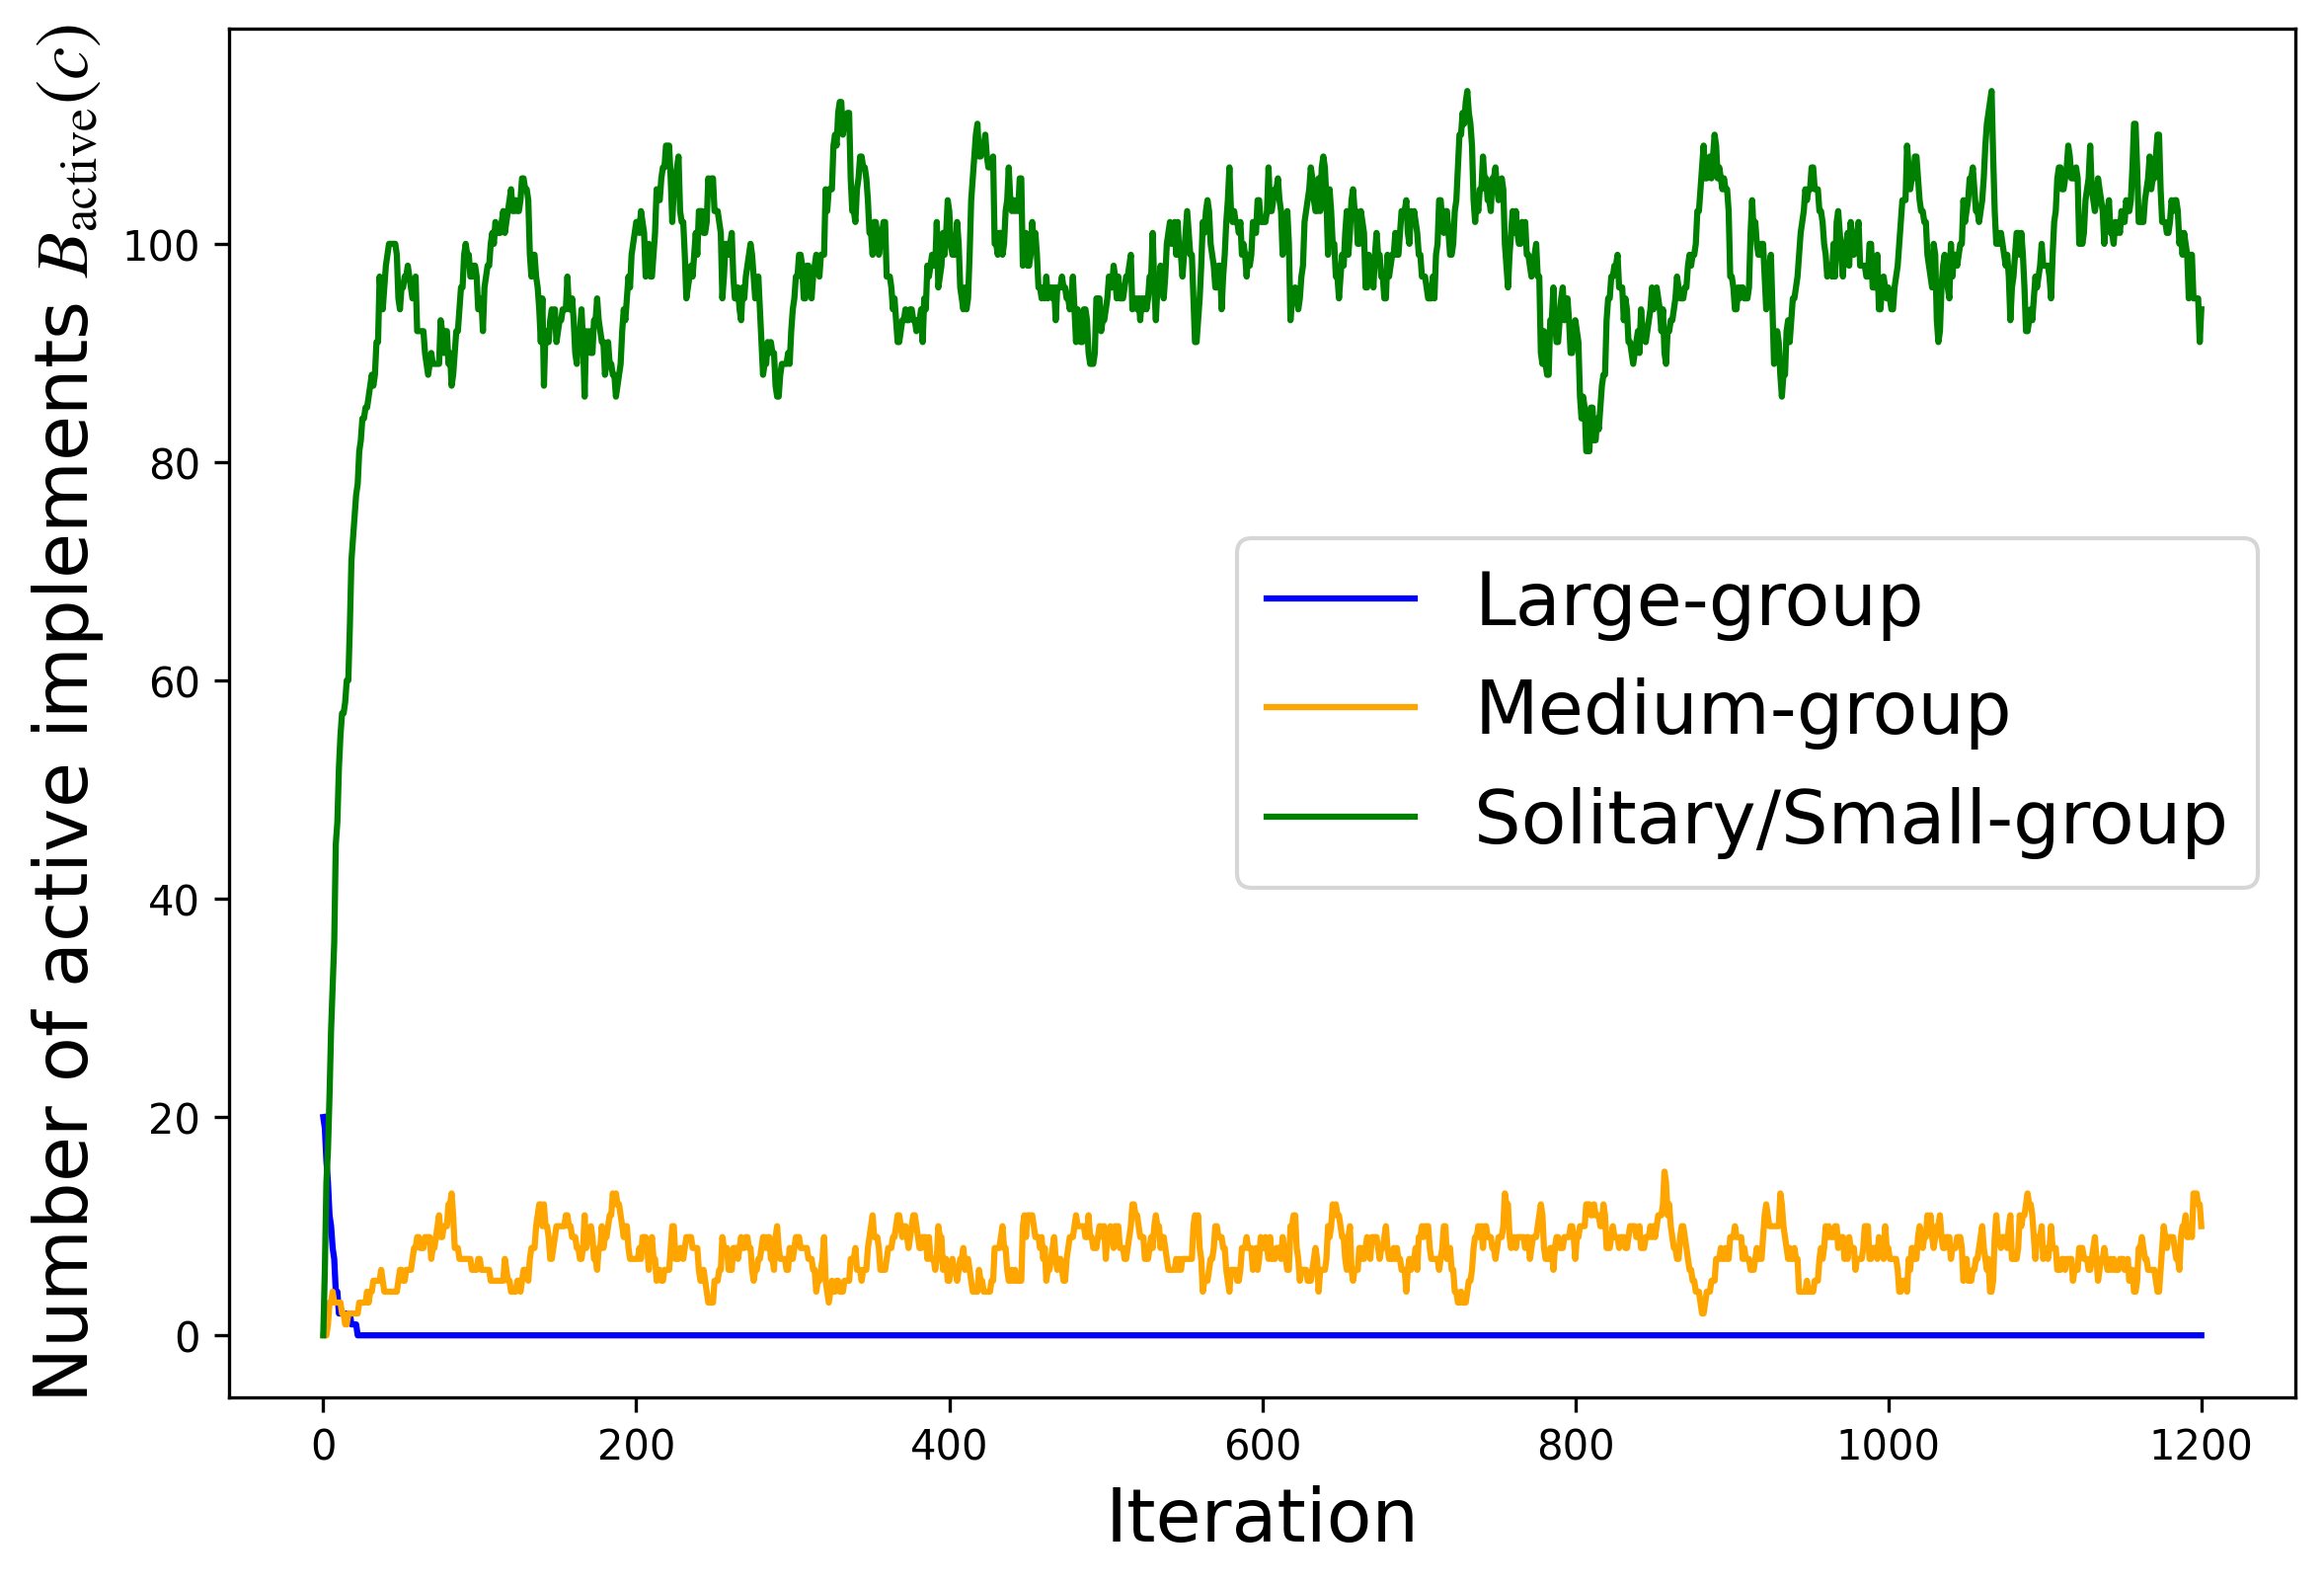 Number of active implements B_active(c)
100
80
60
40
20
0
0 200 400 600 800 1000 1200
Iteration
Large-group
Medium-group
Solitary/Small-group